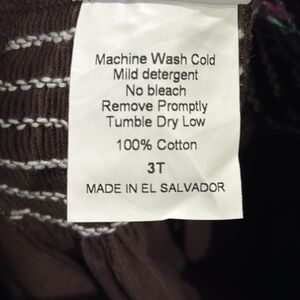 Machine Wash Cold
Mild detergent
No bleach
Remove Promptly
Tumble Dry Low
100% Cotton
3T
MADE IN EL SALVADOR